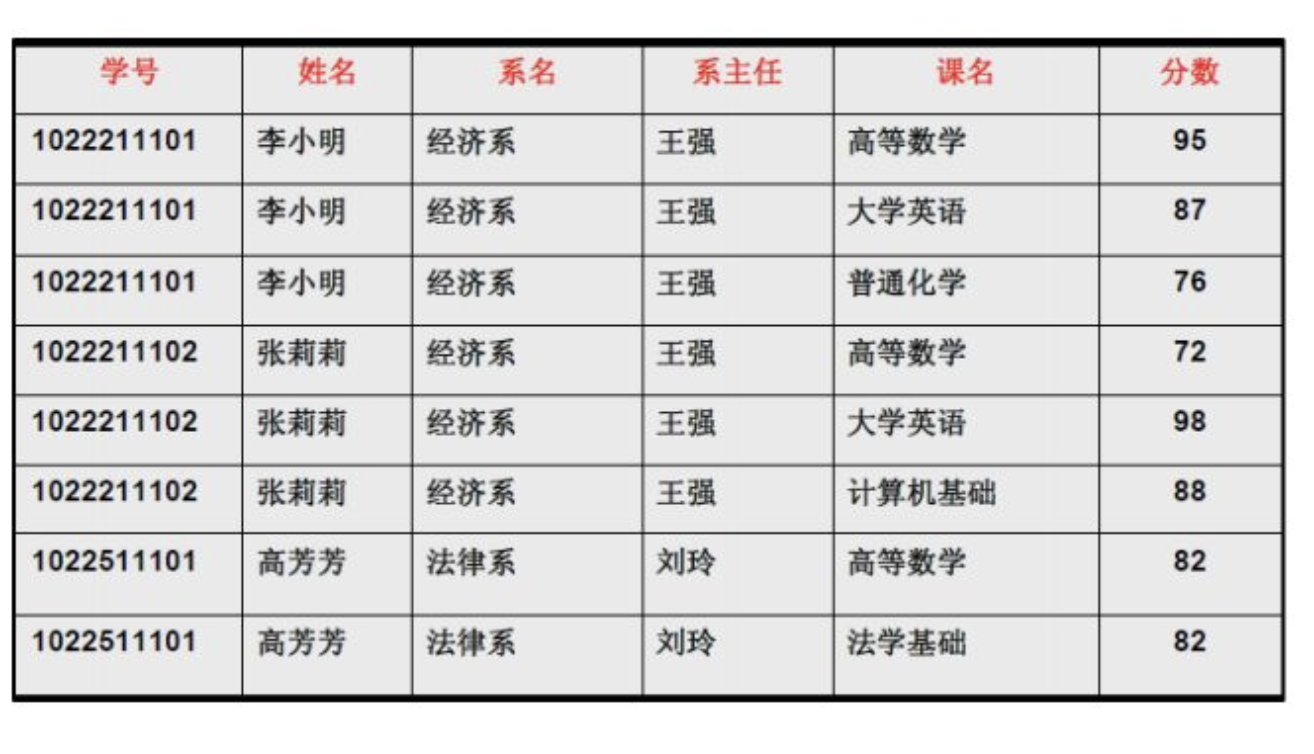 学号 姓名 系名 系主任 课名 分数
1022211101 李小明 经济系 王强 高等数学 95
1022211101 李小明 经济系 王强 大学英语 87
1022211101 李小明 经济系 王强 普通化学 76
1022211102 张莉莉 经济系 王强 高等数学 72
1022211102 张莉莉 经济系 王强 大学英语 98
1022211102 张莉莉 经济系 王强 计算机基础 88
1022511101 高芳芳 法律系 刘玲 高等数学 82
1022511101 高芳芳 法律系 刘玲 法学基础 82